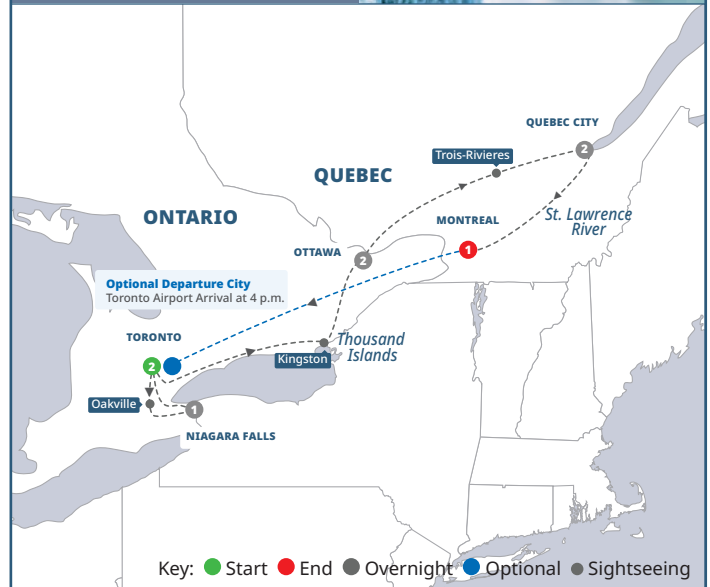 QUEBEC CITY
2
Trois-Rivieres
QUEBEC
ONTARIO
MONTREAL
St. Lawrence
River
1
OTTAWA
2
Optional Departure City
Toronto Airport Arrival at 4 p.m.
TORONTO
Thousand
Islands
Kingston
2
Oakville
1
NIAGARA FALLS
Key: Start End Overnight Optional Sightseeing